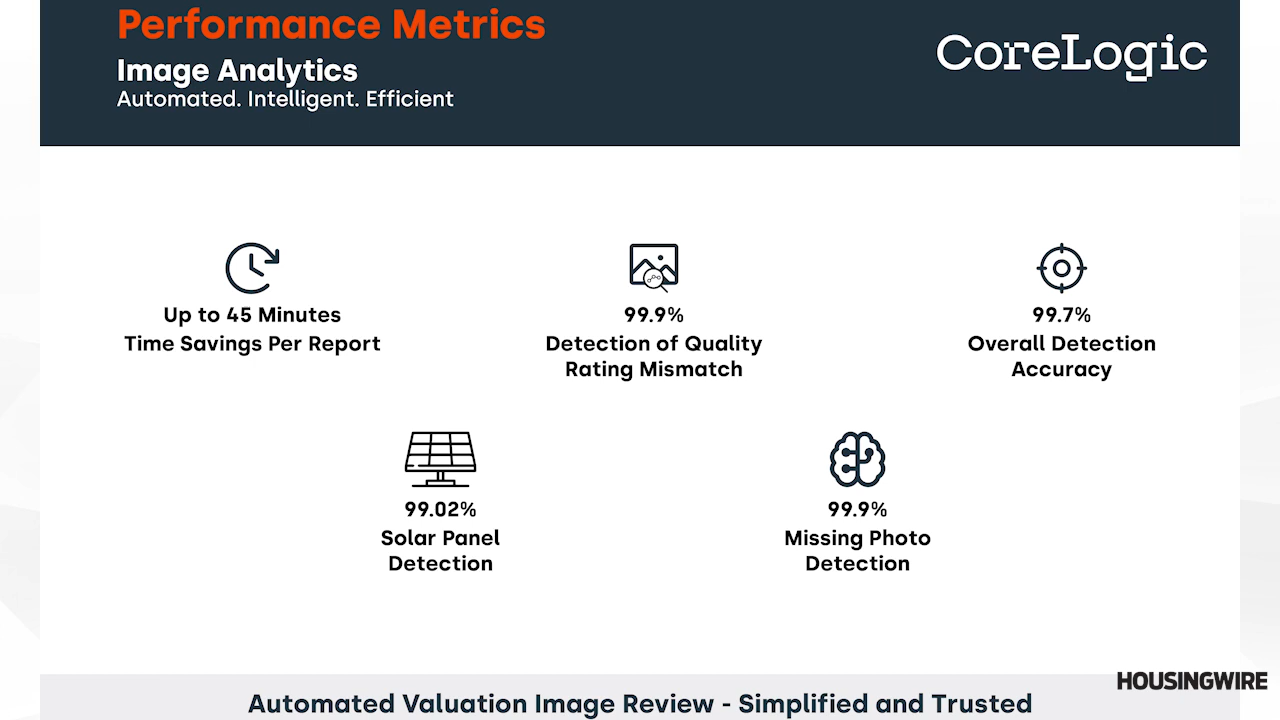 Performance Metrics
Image Analytics
Automated. Intelligent. Efficient
CoreLogic
Up to 45 Minutes
Time Savings Per Report
99.9%
Detection of Quality
Rating Mismatch
99.7%
Overall Detection
Accuracy
99.02%
Solar Panel
Detection
99.9%
Missing Photo
Detection
Automated Valuation Image Review - Simplified and Trusted
HOUSINGWIRE